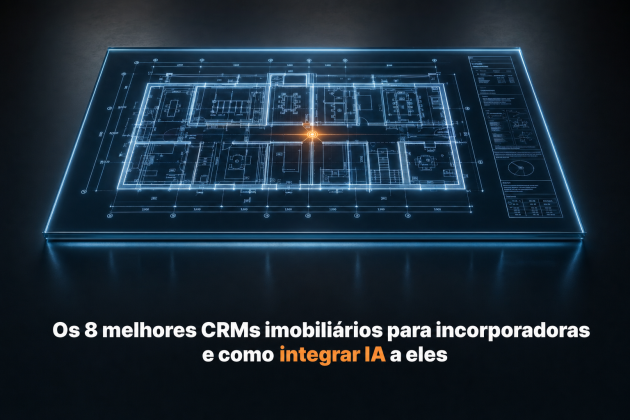 Os 8 melhores CRMs imobiliários para incorporadoras
e como integrar IA a eles